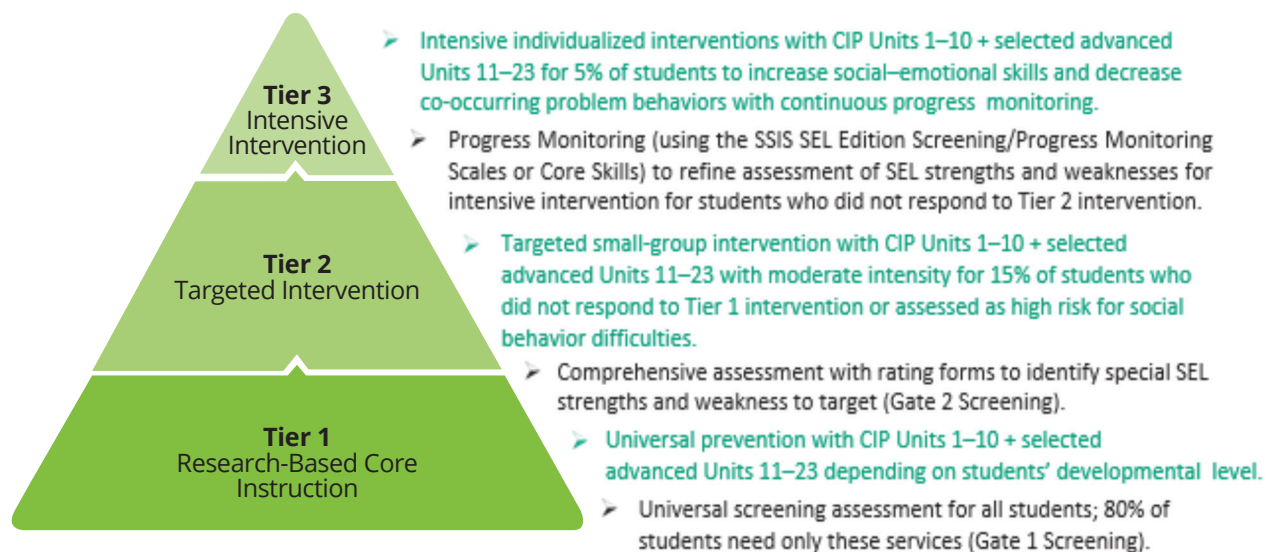 Tier 3
Intensive
Intervention
Tier 2
Targeted Intervention
Tier 1
Research-Based Core
Instruction
➢ Intensive individualized interventions with CIP Units 1–10 + selected advanced
Units 11–23 for 5% of students to increase social–emotional skills and decrease
co-occurring problem behaviors with continuous progress monitoring.
➢ Progress Monitoring (using the SSIS SEL Edition Screening/Progress Monitoring
Scales or Core Skills) to refine assessment of SEL strengths and weaknesses for
intensive intervention for students who did not respond to Tier 2 intervention.
➢ Targeted small-group intervention with CIP Units 1–10 + selected
advanced Units 11–23 with moderate intensity for 15% of students who
did not respond to Tier 1 intervention or assessed as high risk for social
behavior difficulties.
➢ Comprehensive assessment with rating forms to identify special SEL
strengths and weakness to target (Gate 2 Screening).
➢ Universal prevention with CIP Units 1–10 + selected
advanced Units 11–23 depending on students’ developmental level.
➢ Universal screening assessment for all students; 80% of
students need only these services (Gate 1 Screening).